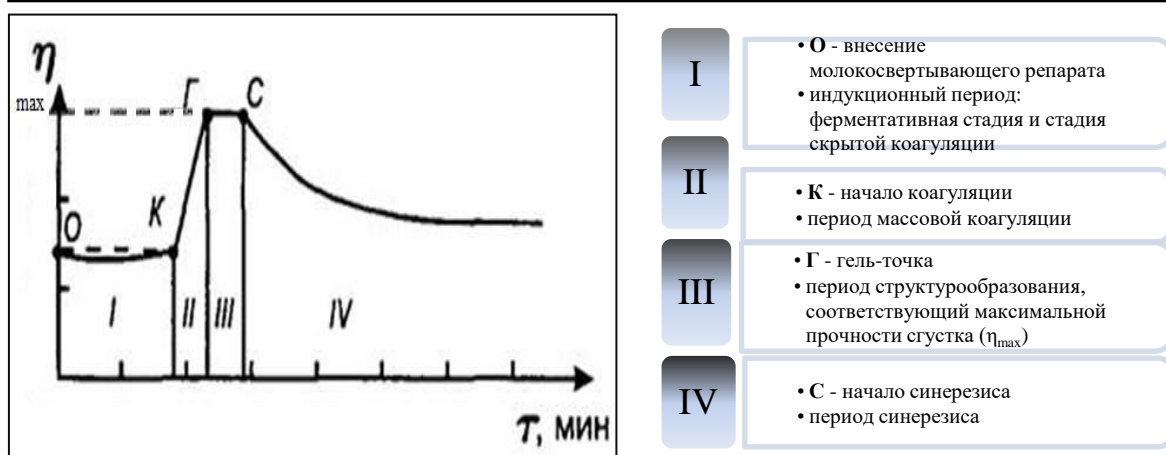 η
max
Г
С
О
К
I
II
III
IV
τ, мин
I
• О - внесение
молокосвертывающего репарата
• индукционный период:
ферментативная стадия и стадия
скрытой коагуляции
II
• К - начало коагуляции
• период массовой коагуляции
III
• Г - гель-точка
• период структурообразования,
соответствующий максимальной
прочности сгустка (ηmax)
IV
• С - начало синерезиса
• период синерезиса